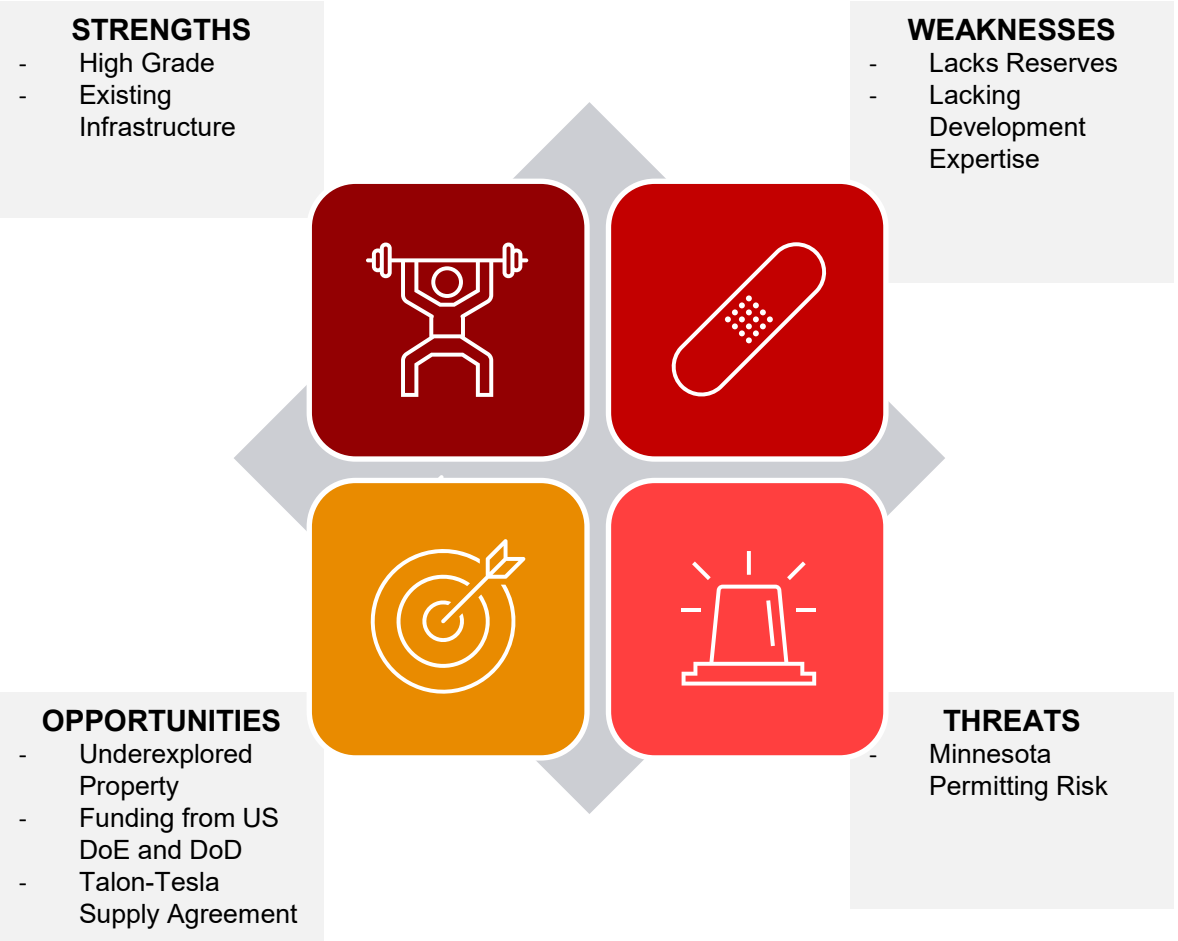 STRENGTHS
- High Grade
- Existing
Infrastructure
WEAKNESSES
- Lacks Reserves
- Lacking
Development
Expertise
OPPORTUNITIES
- Underexplored
Property
- Funding from US
DoE and DoD
- Talon-Tesla
Supply Agreement
THREATS
- Minnesota
Permitting Risk